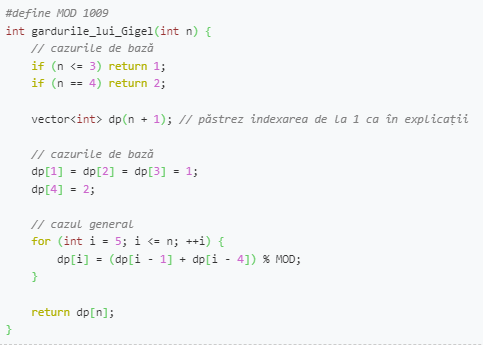 #define MOD 1009
int gardurile_lui_Gigel(int n) {
    // cazurile de bază
    if (n <= 3) return 1;
    if (n == 4) return 2;

    vector<int> dp(n + 1); // păstrez indexarea de la 1 ca în explicații

    // cazurile de bază
    dp[1] = dp[2] = dp[3] = 1;
    dp[4] = 2;

    // cazul general
    for (int i = 5; i <= n; ++i) {
        dp[i] = (dp[i - 1] + dp[i - 4]) % MOD;
    }

    return dp[n];
}